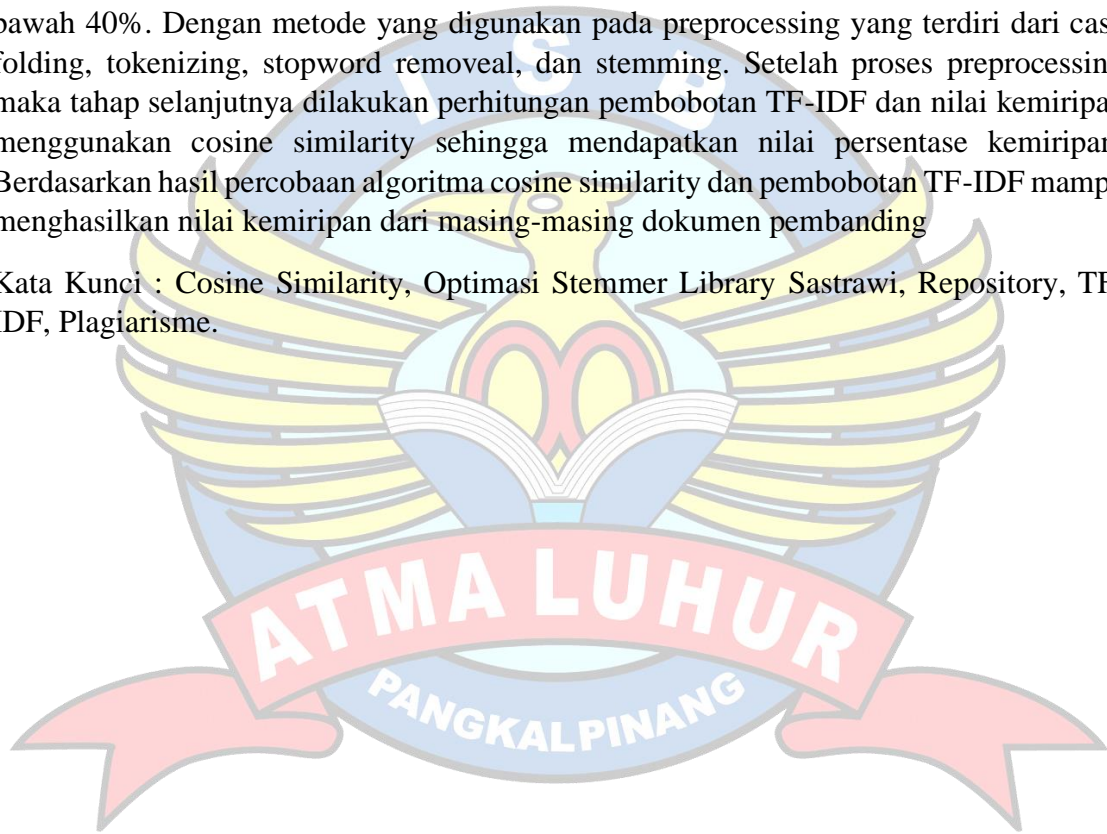 bawah 40%. Dengan metode yang digunakan pada preprocessing yang terdiri dari cas
folding, tokenizing, stopword removeal, dan stemming. Setelah proses preprocessin
maka tahap selanjutnya dilakukan perhitungan pembobotan TF-IDF dan nilai kemiripa
menggunakan cosine similarity sehingga mendapatkan nilai persentase kemiripan
Berdasarkan hasil percobaan algoritma cosine similarity dan pembobotan TF-IDF mamp
menghasilkan nilai kemiripan dari masing-masing dokumen pembanding
Kata Kunci : Cosine Similarity, Optimasi Stemmer Library Sastrawi, Repository, TF
IDF, Plagiarisme.
I S B
ATMA LUHUR
PANGKALPINANG